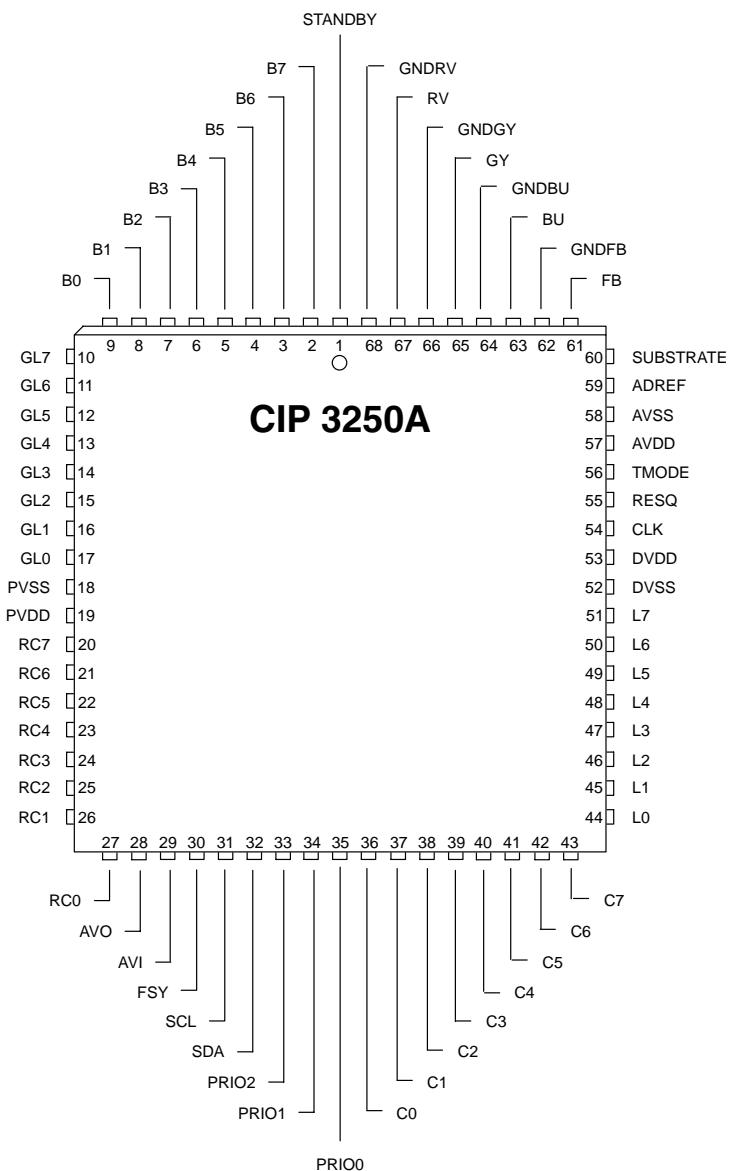 STANDBY
B7 GNDRV
B6 RV
B5 GNDGY
B4 GY
B3 GNDBU
B2 BU
B1 GNDFB
B0 FB
9 8 7 6 5 4 3 2 1 68 67 66 65 64 63 62 61
GL7 10 60 SUBSTRATE
GL6 11 59 ADREF
GL5 12 58 AVSS
CIP 3250A
GL4 13 57 AVDD
GL3 14 56 TMODE
GL2 15 55 RESQ
GL1 16 54 CLK
GL0 17 53 DVDD
PVSS 18 52 DVSS
PVDD 19 51 L7
RC7 20 50 L6
RC6 21 49 L5
RC5 22 48 L4
RC4 23 47 L3
RC3 24 46 L2
RC2 25 45 L1
RC1 26 44 L0
27 28 29 30 31 32 33 34 35 36 37 38 39 40 41 42 43
RC0 C7
AVO C6
AVI C5
FSY C4
SCL C3
SDA C2
PRIO2 C1
PRIO1 C0
PRIO0